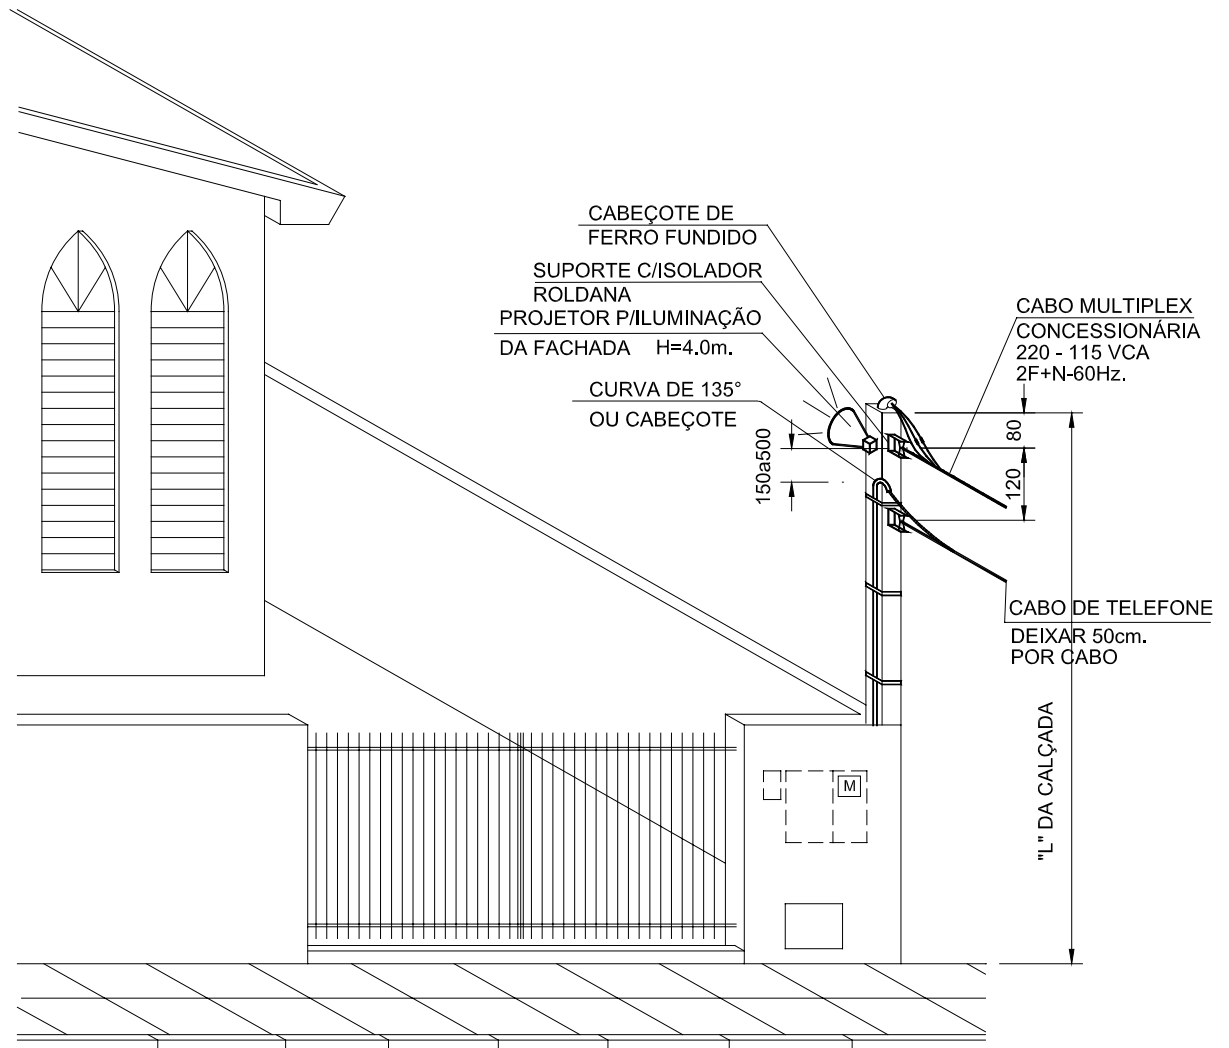 CABEÇOTE DE
FERRO FUNDIDO
SUPORTE C/ISOLADOR
ROLDANA
PROJETOR P/ILUMINAÇÃO
DA FACHADA H=4.0m.
CURVA DE 135°
OU CABEÇOTE
150a500
CABO MULTIPLEX
CONCESSIONÁRIA
220 - 115 VCA
2F+N-60Hz.
80
120
CABO DE TELEFONE
DEIXAR 50cm.
POR CABO
"L" DA CALÇADA
M